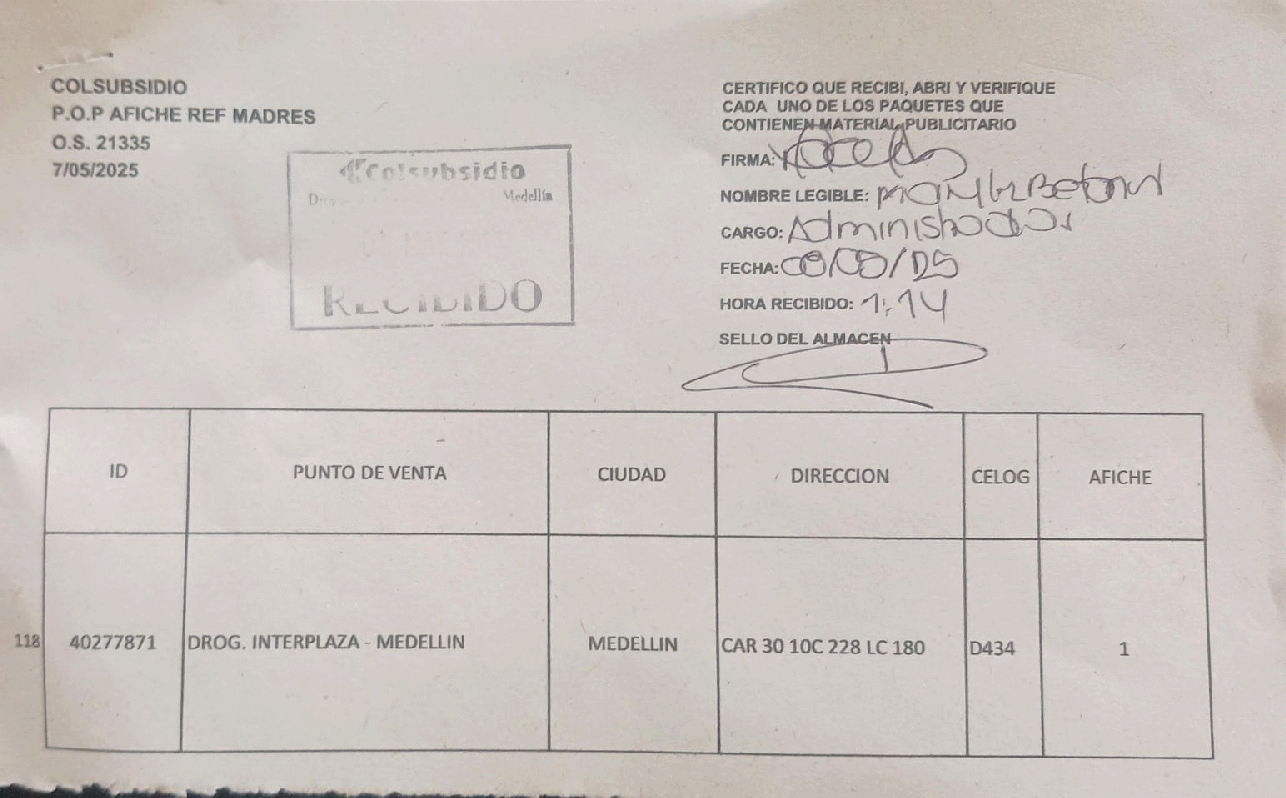 COLSUBSIDIO
P.O.P AFICHE REF MADRES
O.S. 21335
7/05/2025
Colsubsidio
Medellín
RECIBIDO
CERTIFICO QUE RECIBI, ABRI Y VERIFIQUE
CADA UNO DE LOS PAQUETES QUE
CONTIENEN MATERIAL PUBLICITARIO
FIRMA:
NOMBRE LEGIBLE:
CARGO: Administrador
FECHA:
HORA RECIBIDO: 1:14
SELLO DEL ALMACEN
ID PUNTO DE VENTA CIUDAD DIRECCION CELOG AFICHE
118 40277871 DROG. INTERPLAZA - MEDELLIN MEDELLIN CAR 30 10C 228 LC 180 D434 1